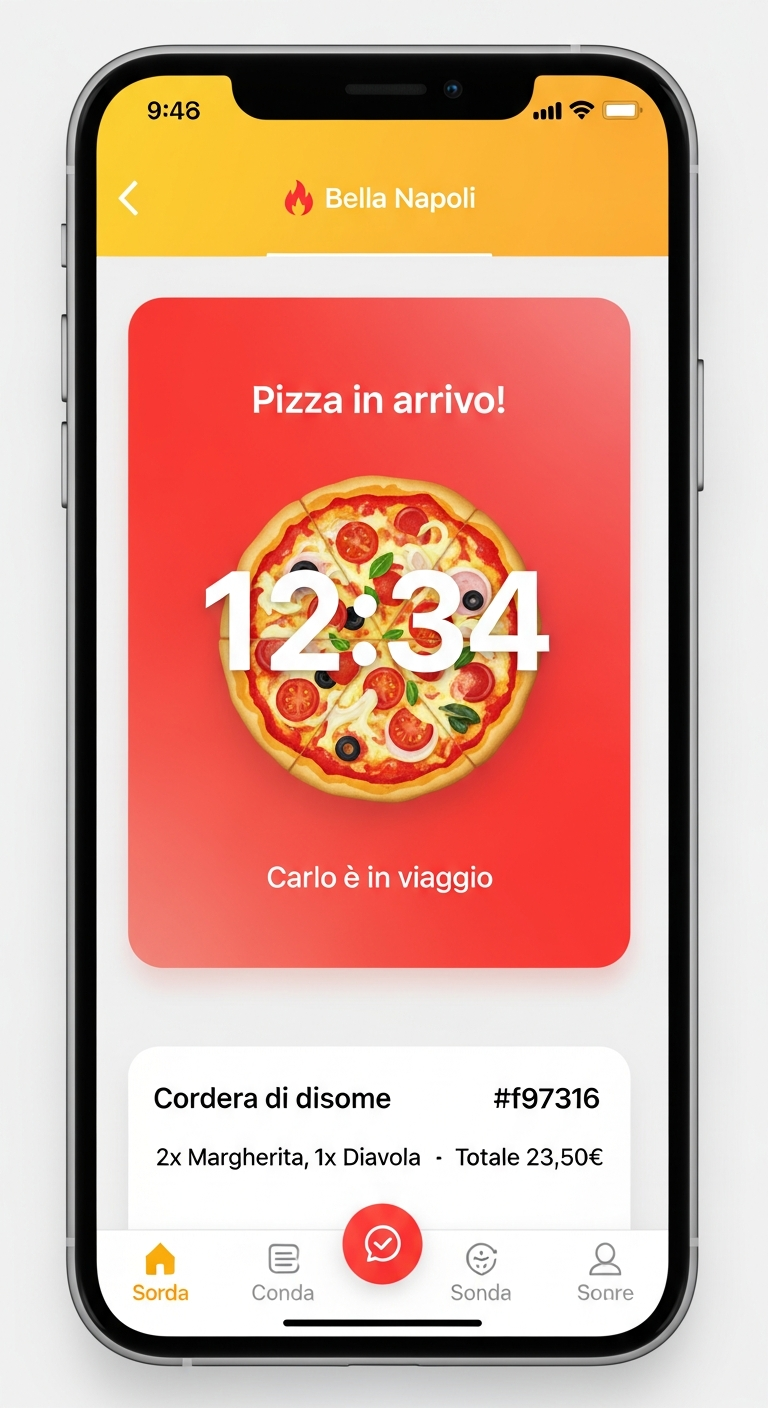 9:46
Bella Napoli
Pizza in arrivo!
12:34
Carlo è in viaggio
Cordera di disome #f97316
2x Margherita, 1x Diavola - Totale 23,50€
Sorda Conda Sonda Sonre